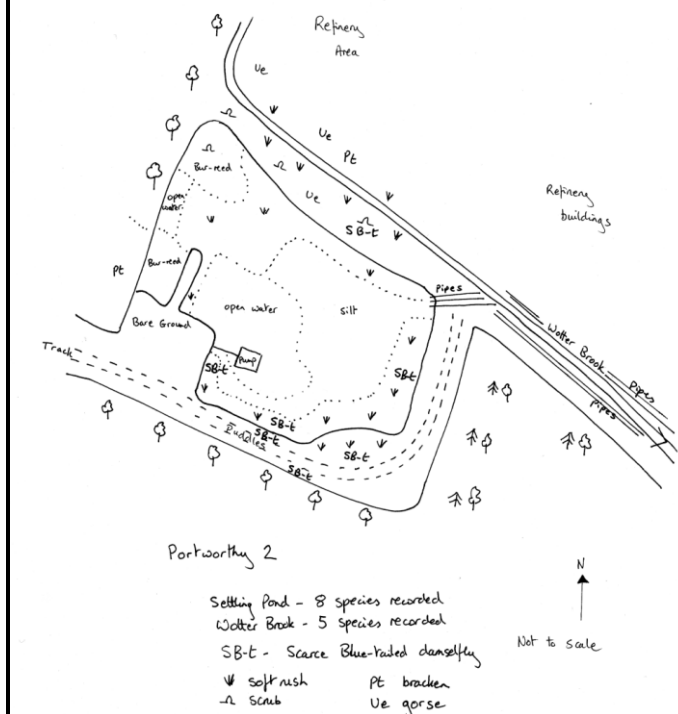 Refinery
Area
Ue
Ue
Pt
Bur-reed
Ue
open
water
SB-t
Refinery
buildings
Pt
Bur-reed
Bare Ground
open water
silt
Pipes
Track
Pump
SB-t
SB-t
Wotter Brook
Pipes
Pipes
SB-t
SB-t
Puddles
SB-t
SB-t
Portworthy 2
N
Settling Pond - 8 species recorded
Wotter Brook - 5 species recorded
Not to scale
SB-t - Scarce Blue-tailed damselfly
soft rush
Pt bracken
scrub
Ue gorse